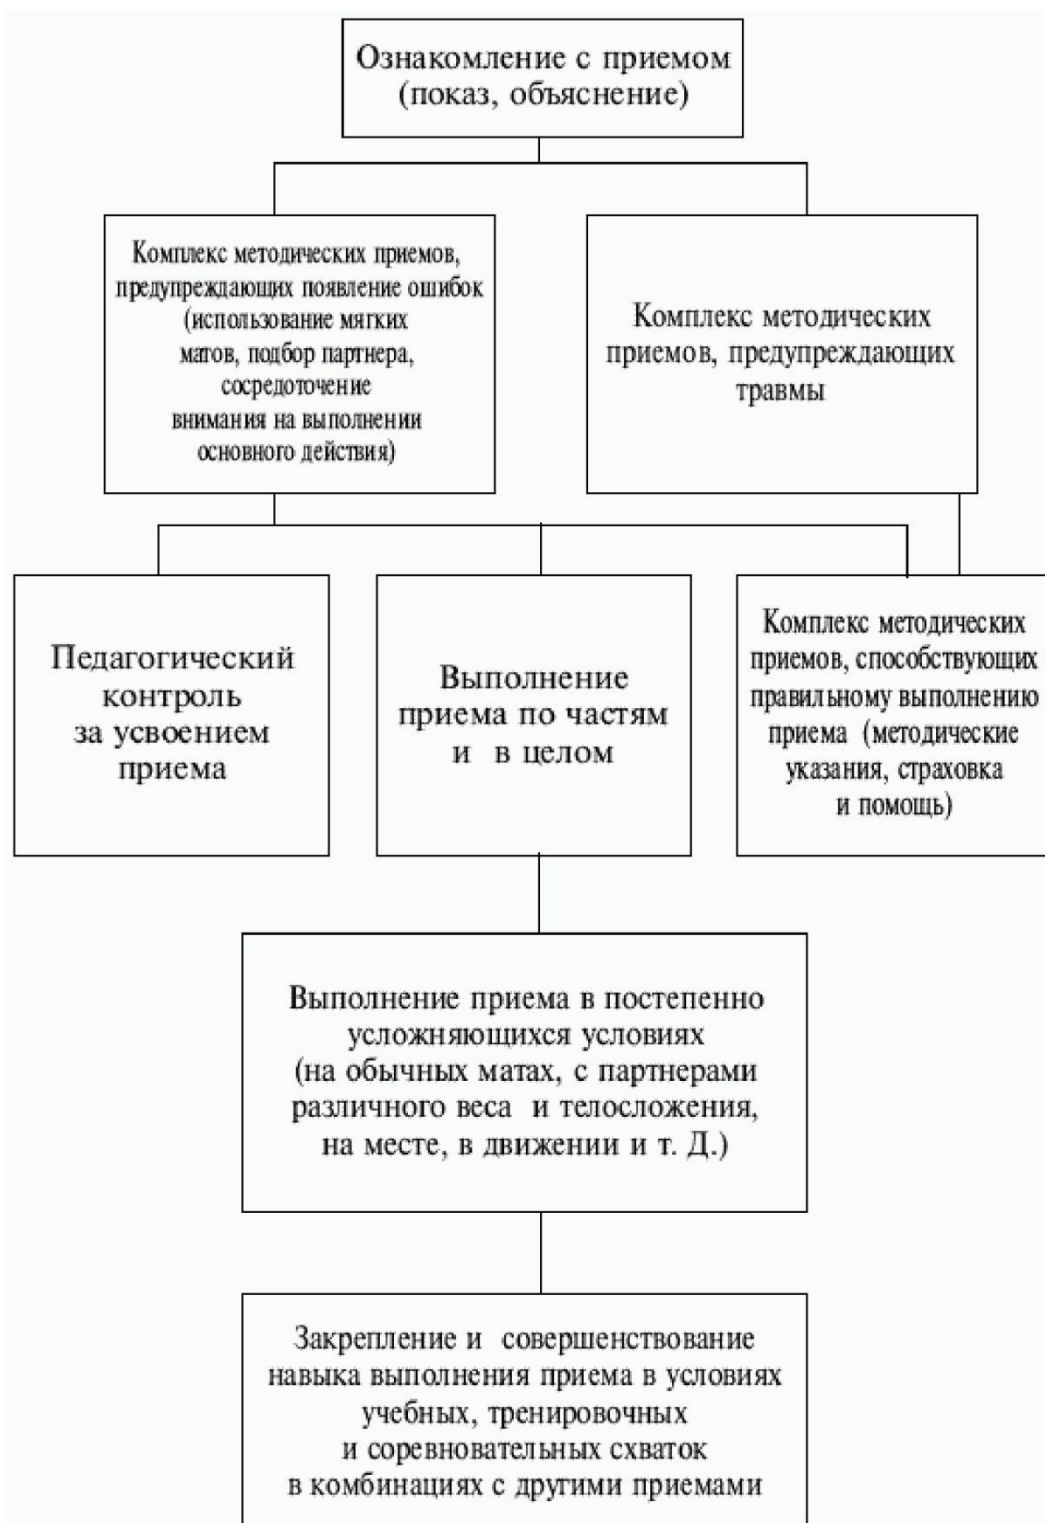 Ознакомление с приемом
(показ, объяснение)
Комплекс методических приемов,
предупреждающих появление ошибок
(использование мягких
матов, подбор партнера,
сосредоточение
внимания на выполнении
основного действия)
Комплекс методических
приемов, предупреждающих
травмы
Педагогический
контроль
за усвоением
приема
Выполнение
приема по частям
и в целом
Комплекс методических
приемов, способствующих
правильному выполнению
приема (методические
указания, страховка
и помощь)
Выполнение приема в постепенно
усложняющихся условиях
(на обычных матах, с партнерами
различного веса и телосложения,
на месте, в движении и т. Д.)
Закрепление и совершенствование
навыка выполнения приема в условиях
учебных, тренировочных
и соревновательных схваток
в комбинациях с другими приемами